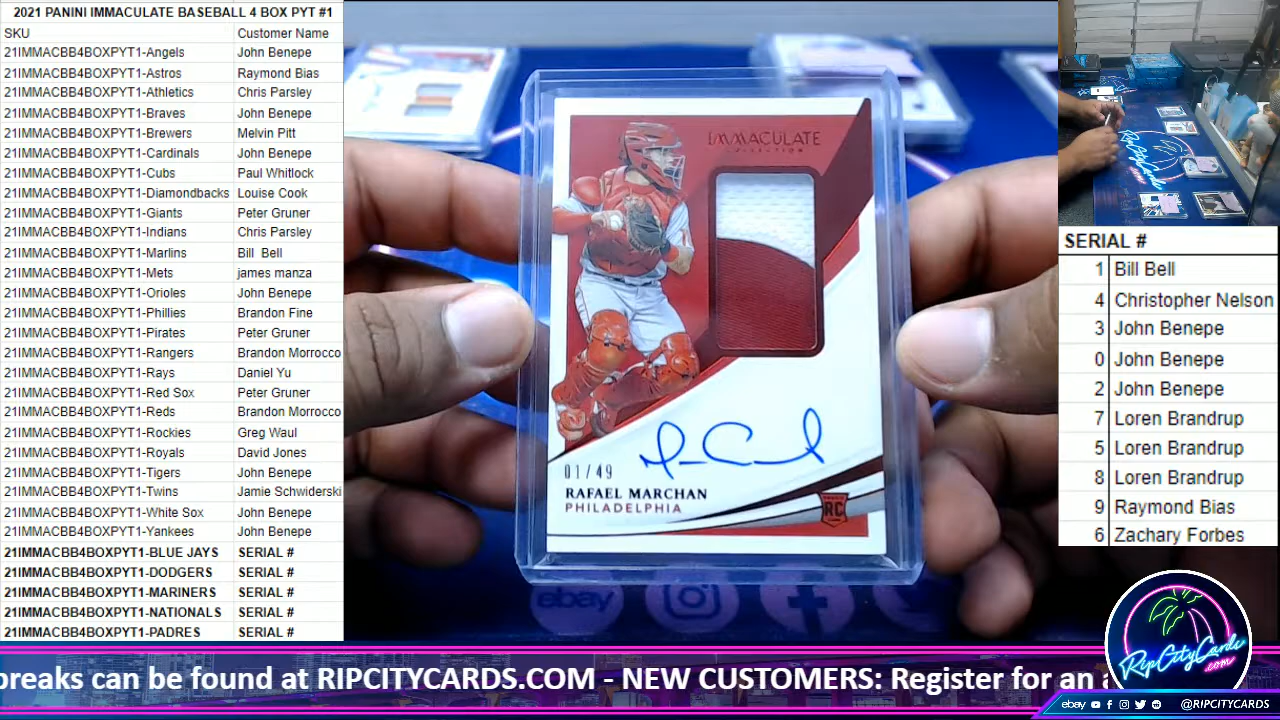 2021 PANINI IMMACULATE BASEBALL 4 BOX PYT #1
SKU Customer Name
21IMMACBB4BOXPYT1-Angels John Benepe
21IMMACBB4BOXPYT1-Astros Raymond Bias
21IMMACBB4BOXPYT1-Athletics Chris Parsley
21IMMACBB4BOXPYT1-Braves John Benepe
21IMMACBB4BOXPYT1-Brewers Melvin Pitt
21IMMACBB4BOXPYT1-Cardinals John Benepe
21IMMACBB4BOXPYT1-Cubs Paul Whitlock
21IMMACBB4BOXPYT1-Diamondbacks Louise Cook
21IMMACBB4BOXPYT1-Giants Peter Gruner
21IMMACBB4BOXPYT1-Indians Chris Parsley
21IMMACBB4BOXPYT1-Marlins Bill Bell
21IMMACBB4BOXPYT1-Mets james manza
21IMMACBB4BOXPYT1-Orioles John Benepe
21IMMACBB4BOXPYT1-Phillies Brandon Fine
21IMMACBB4BOXPYT1-Pirates Peter Gruner
21IMMACBB4BOXPYT1-Rangers Brandon Morrocco
21IMMACBB4BOXPYT1-Rays Daniel Yu
21IMMACBB4BOXPYT1-Red Sox Peter Gruner
21IMMACBB4BOXPYT1-Reds Brandon Morrocco
21IMMACBB4BOXPYT1-Rockies Greg Waul
21IMMACBB4BOXPYT1-Royals David Jones
21IMMACBB4BOXPYT1-Tigers John Benepe
21IMMACBB4BOXPYT1-Twins Jamie Schwiderski
21IMMACBB4BOXPYT1-White Sox John Benepe
21IMMACBB4BOXPYT1-Yankees John Benepe
21IMMACBB4BOXPYT1-BLUE JAYS SERIAL #
21IMMACBB4BOXPYT1-DODGERS SERIAL #
21IMMACBB4BOXPYT1-MARINERS SERIAL #
21IMMACBB4BOXPYT1-NATIONALS SERIAL #
21IMMACBB4BOXPYT1-PADRES SERIAL #
IMMACULATE
COLLECTION
01/49
RAFAEL MARCHAN
PHILADELPHIA
RC
ebay
RipCityCards
SERIAL #
1 Bill Bell
4 Christopher Nelson
3 John Benepe
0 John Benepe
2 John Benepe
7 Loren Brandrup
5 Loren Brandrup
8 Loren Brandrup
9 Raymond Bias
6 Zachary Forbes
RipCityCards
.com
breaks can be found at RIPCITYCARDS.COM - NEW CUSTOMERS: Register for an a
ebay @RIPCITYCARDS